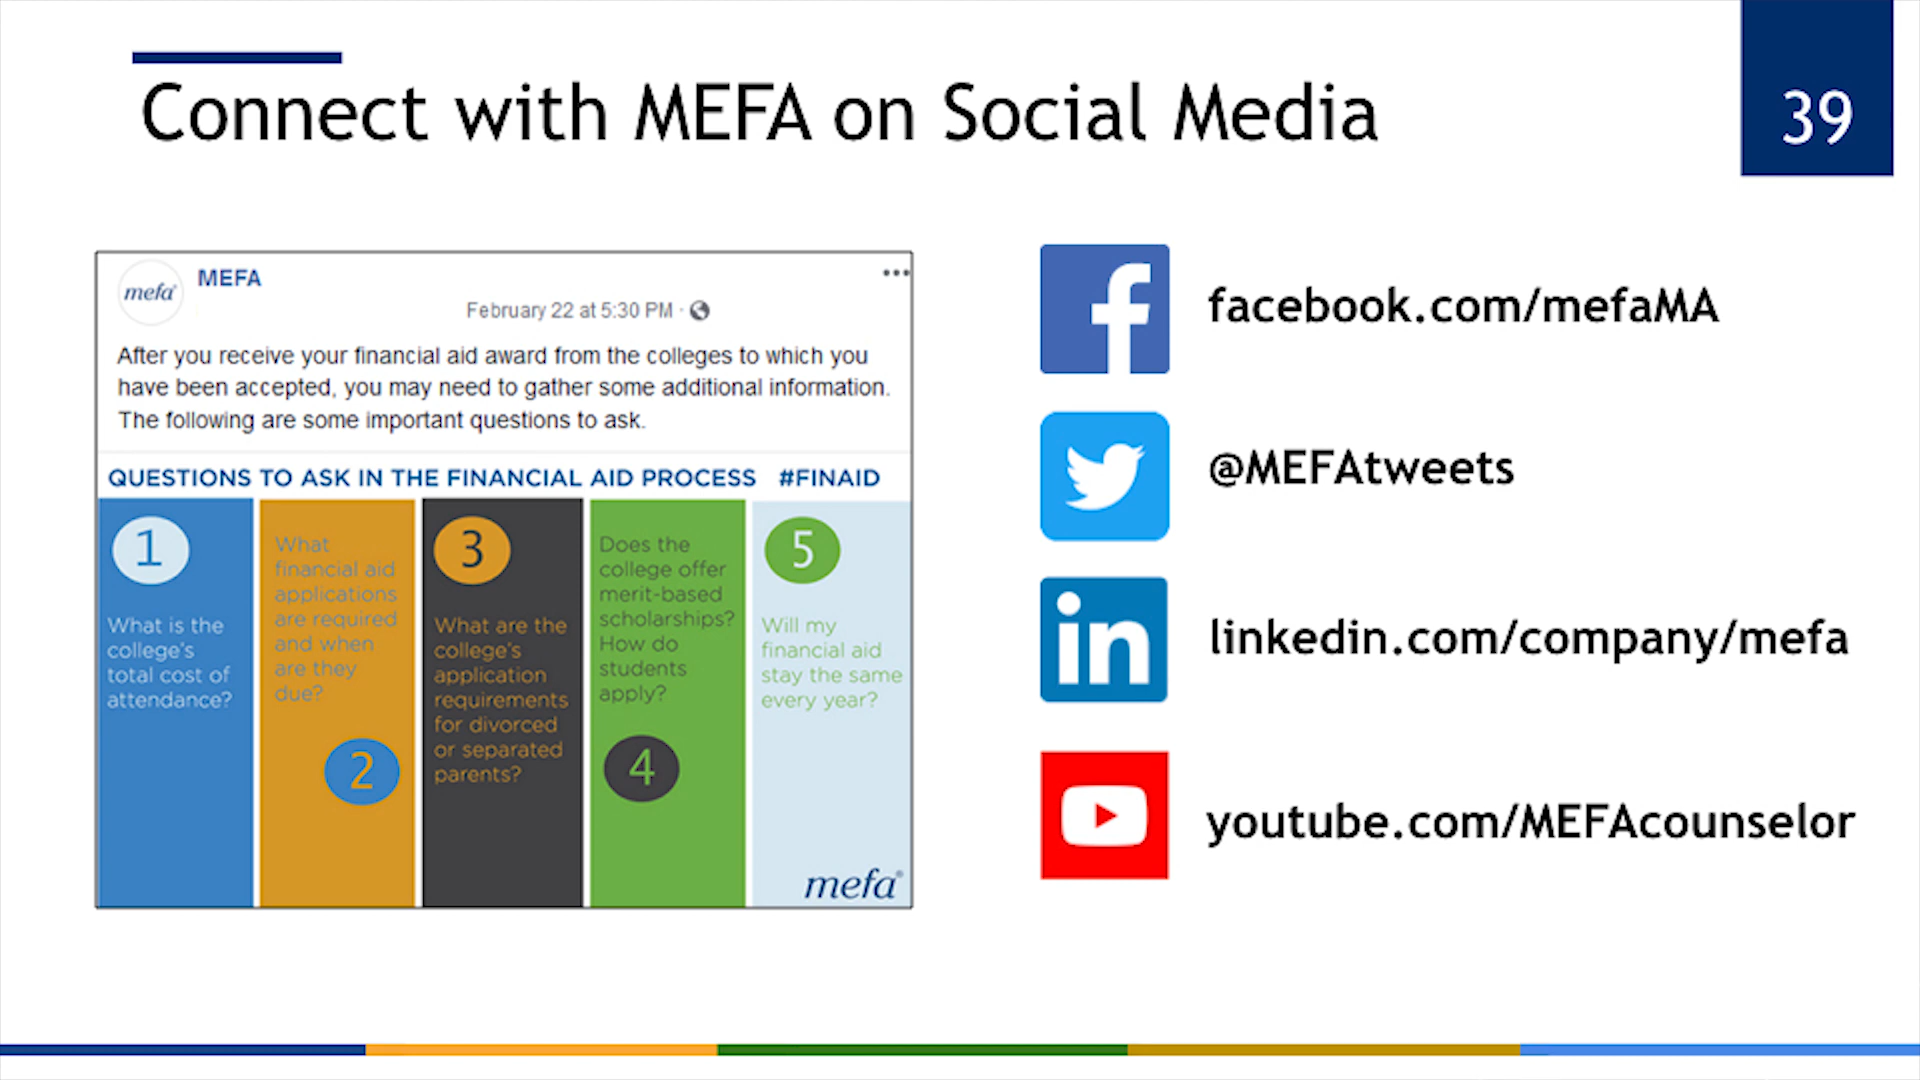 Connect with MEFA on Social Media
39
mefa
MEFA
February 22 at 5:30 PM ·
After you receive your financial aid award from the colleges to which you
have been accepted, you may need to gather some additional information.
The following are some important questions to ask.
QUESTIONS TO ASK IN THE FINANCIAL AID PROCESS #FINAID
1
What is the
college's
total cost of
attendance?
What
financial aid
applications
are required
and when
are they
due?
2
3
What are the
college's
application
requirements
for divorced
or separated
parents?
Does the
college offer
merit-based
scholarships?
How do
students
apply?
4
5
Will my
financial aid
stay the same
every year?
mefa®
facebook.com/mefaMA
@MEFAtweets
in
linkedin.com/company/mefa
youtube.com/MEFAcounselor